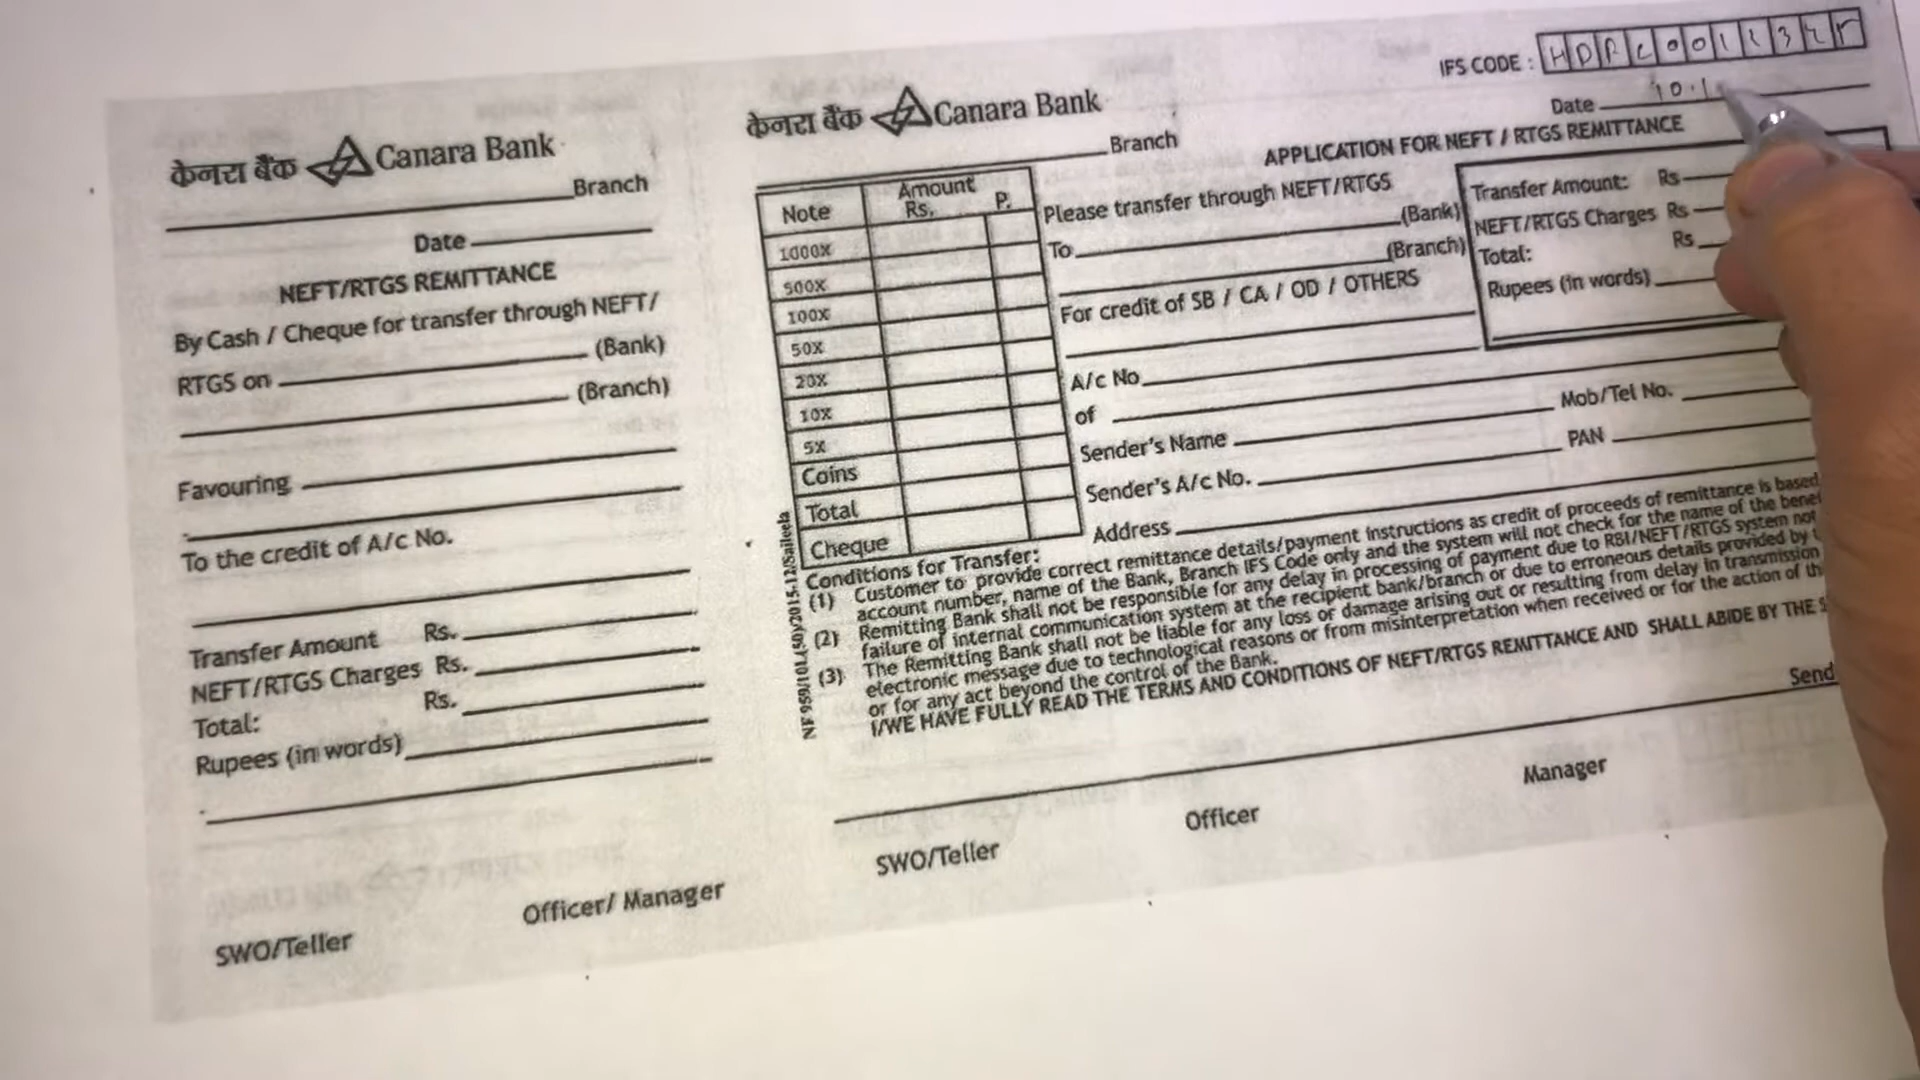 केनरा बैंक Canara Bank
Branch
Date
NEFT/RTGS REMITTANCE
By Cash / Cheque for transfer through NEFT/
RTGS on (Bank)
(Branch)
Favouring
To the credit of A/c No.
Transfer Amount Rs.
NEFT/RTGS Charges Rs.
Total: Rs.
Rupees (in words)
SWO/Teller Officer/ Manager
IFS CODE : HDFC0012345
केनरा बैंक Canara Bank
Branch
Date 10.1
APPLICATION FOR NEFT / RTGS REMITTANCE
Note Amount Rs. P.
1000X
500X
100X
50X
20X
10X
5X
Coins
Total
Cheque
Please transfer through NEFT/RTGS
To (Bank)
(Branch)
For credit of SB / CA / OD / OTHERS
A/c No
of
Sender's Name
Sender's A/c No.
Address
Transfer Amount: Rs
NEFT/RTGS Charges Rs
Total: Rs
Rupees (in words)
Mob/Tel No.
PAN
NF 959/101.(50)/2015-12/Saileela
Conditions for Transfer:
(1) Customer to provide correct remittance details/payment instructions as credit of proceeds of remittance is based
account number, name of the Bank, Branch IFS Code only and the system will not check for the name of the
(2) Remitting Bank shall not be responsible for any delay in processing of payment due to RBI/NEFT/RTGS system not
failure of internal communication system at the recipient bank/branch or due to erroneous details provided by
(3) The Remitting Bank shall not be liable for any loss or damage arising out or resulting from delay in transmission
electronic message due to technological reasons or from misinterpretation when received or for the action of
or for any act beyond the control of the Bank.
I/WE HAVE FULLY READ THE TERMS AND CONDITIONS OF NEFT/RTGS REMITTANCE AND SHALL ABIDE BY THE
Send
SWO/Teller Officer Manager